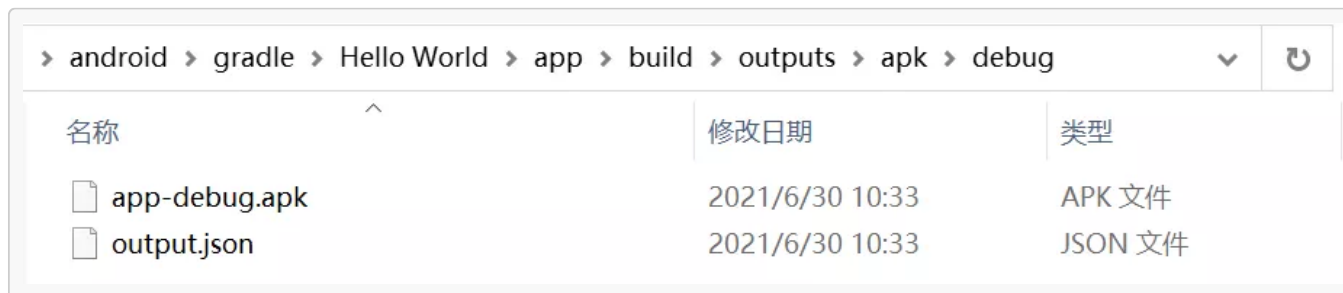 android gradle Hello World app build outputs apk debug
名称 修改日期 类型
app-debug.apk 2021/6/30 10:33 APK 文件
output.json 2021/6/30 10:33 JSON 文件